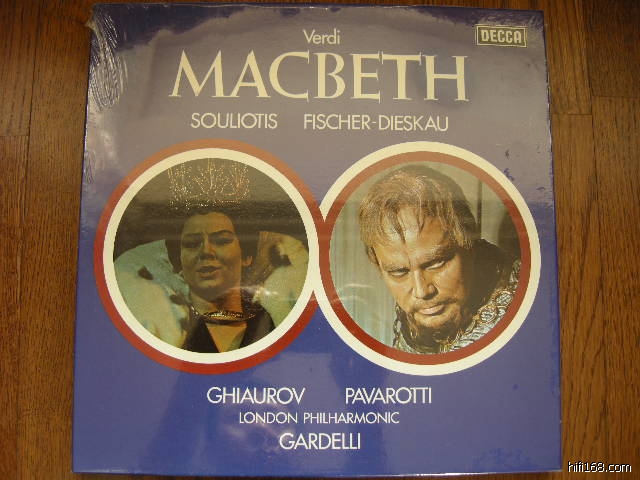 Verdi
DECCA
MACBETH
SOULIOTIS FISCHER-DIESKAU
GHIAUROV PAVAROTTI
LONDON PHILHARMONIC
GARDELLI
hifi168.com